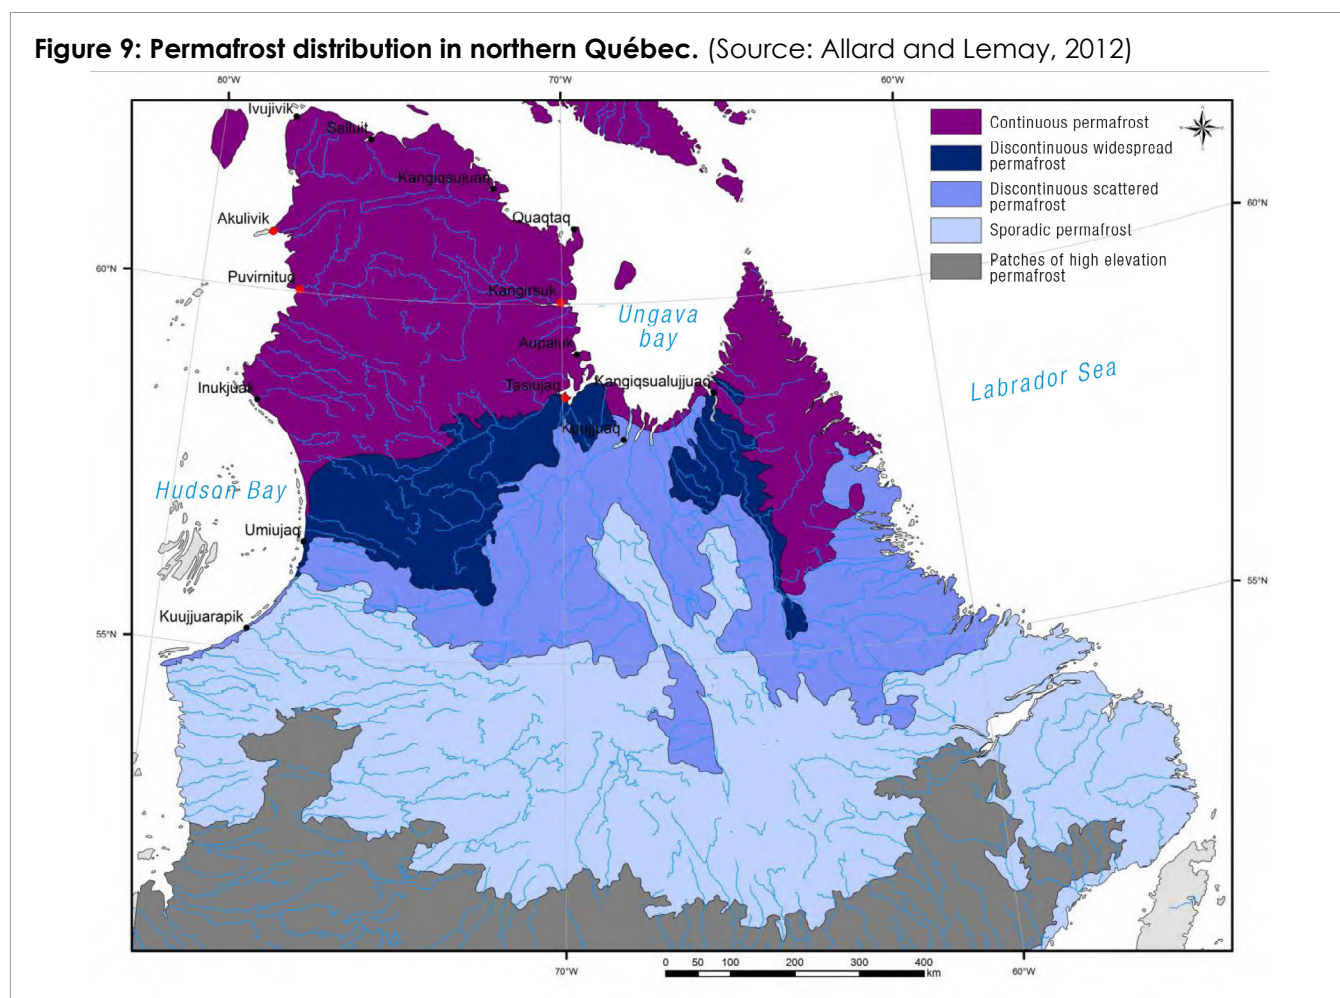 Figure 9: Permafrost distribution in northern Québec. (Source: Allard and Lemay, 2012)
80°W
70°W
60°W
Ivujivik
Salluit
Kangiqsujuaq
Akulivik
Quaqtaq
60°N
60°N
Puvirnituq
Kangirsuk
Ungava
bay
Aupaluk
Inukjuak
Tasiujaq
Kangiqsualujjuaq
Kuujjuaq
Labrador Sea
Hudson Bay
Umiujaq
Kuujjuarapik
55°N
55°N
Continuous permafrost
Discontinuous widespread
permafrost
Discontinuous scattered
permafrost
Sporadic permafrost
Patches of high elevation
permafrost
70°W
0 50 100 200 300 400
km
60°W